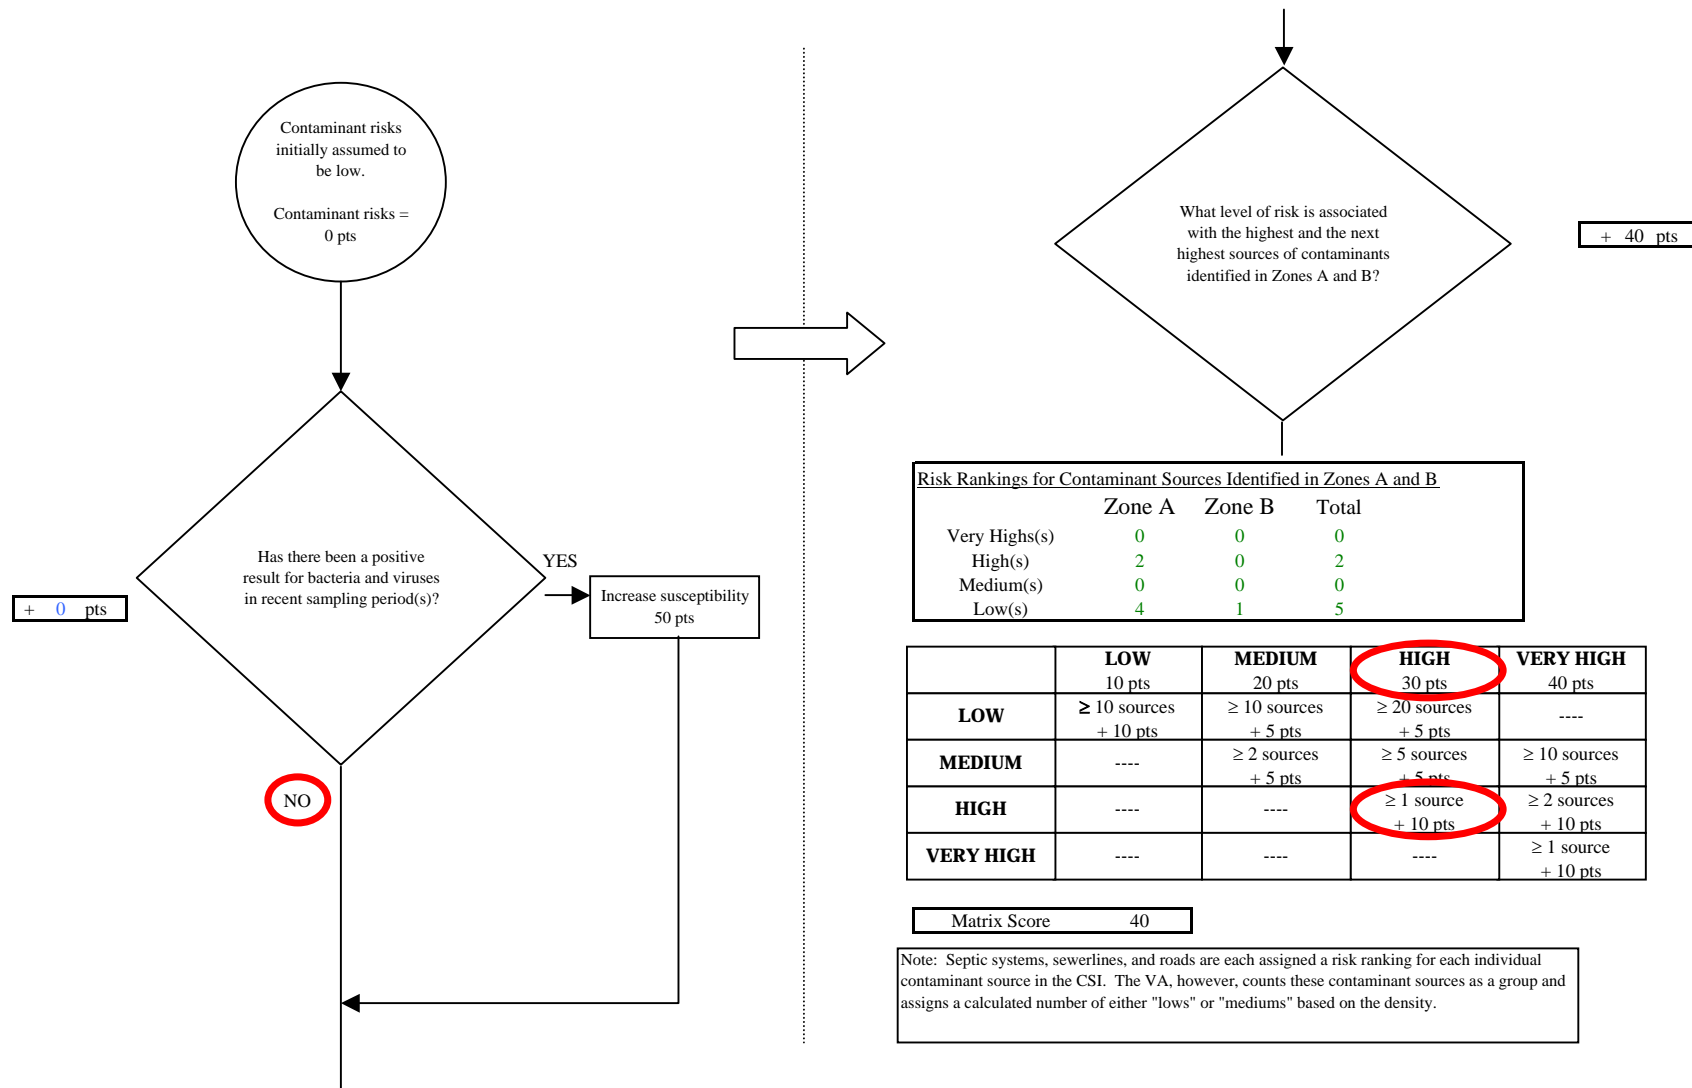 Contaminant risks
initially assumed to
be low.
Contaminant risks =
0 pts
Has there been a positive
result for bacteria and viruses
in recent sampling period(s)?
+ 0 pts
YES
Increase susceptibility
50 pts
NO
What level of risk is associated
with the highest and the next
highest sources of contaminants
identified in Zones A and B?
+ 40 pts
Risk Rankings for Contaminant Sources Identified in Zones A and B
Zone A Zone B Total
Very Highs(s) 0 0 0
High(s) 2 0 2
Medium(s) 0 0 0
Low(s) 4 1 5
LOW MEDIUM HIGH VERY HIGH
10 pts 20 pts 30 pts 40 pts
LOW ≥ 10 sources + 10 pts ≥ 10 sources + 5 pts ≥ 20 sources + 5 pts ----
MEDIUM ---- ≥ 2 sources + 5 pts ≥ 5 sources + 5 pts ≥ 10 sources + 5 pts
HIGH ---- ---- ≥ 1 source + 10 pts ≥ 2 sources + 10 pts
VERY HIGH ---- ---- ---- ≥ 1 source + 10 pts
Matrix Score 40
Note: Septic systems, sewerlines, and roads are each assigned a risk ranking for each individual
contaminant source in the CSI. The VA, however, counts these contaminant sources as a group and
assigns a calculated number of either "lows" or "mediums" based on the density.